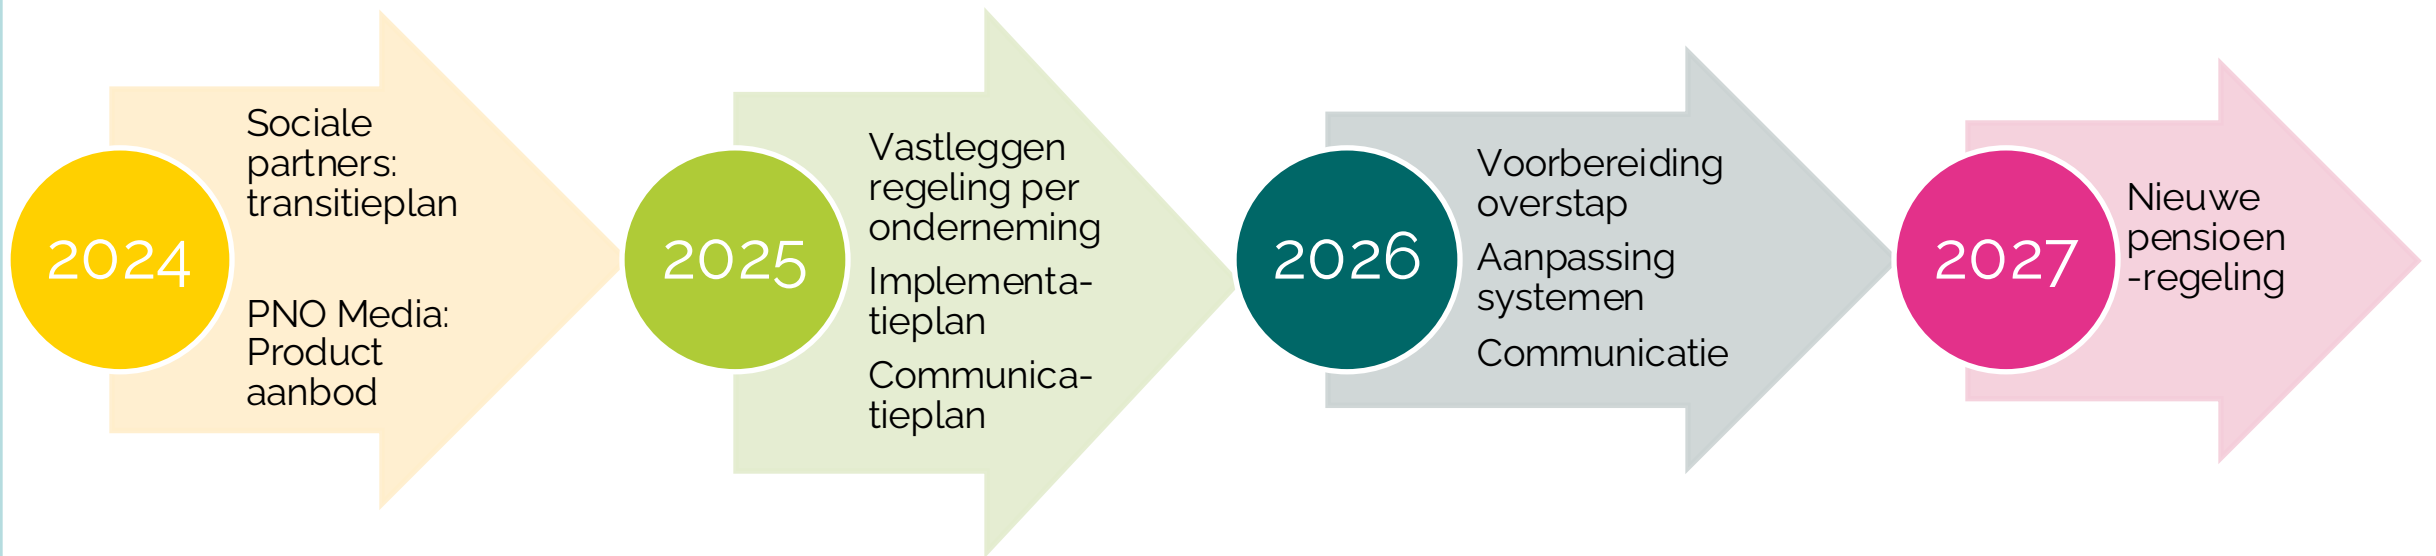 2024
Sociale
partners:
transitieplan
PNO Media:
Product
aanbod
2025
Vastleggen
regeling per
onderneming
Implementa-
tieplan
Communica-
tieplan
2026
Voorbereiding
overstap
Aanpassing
systemen
Communicatie
2027
Nieuwe
pensioen
-regeling